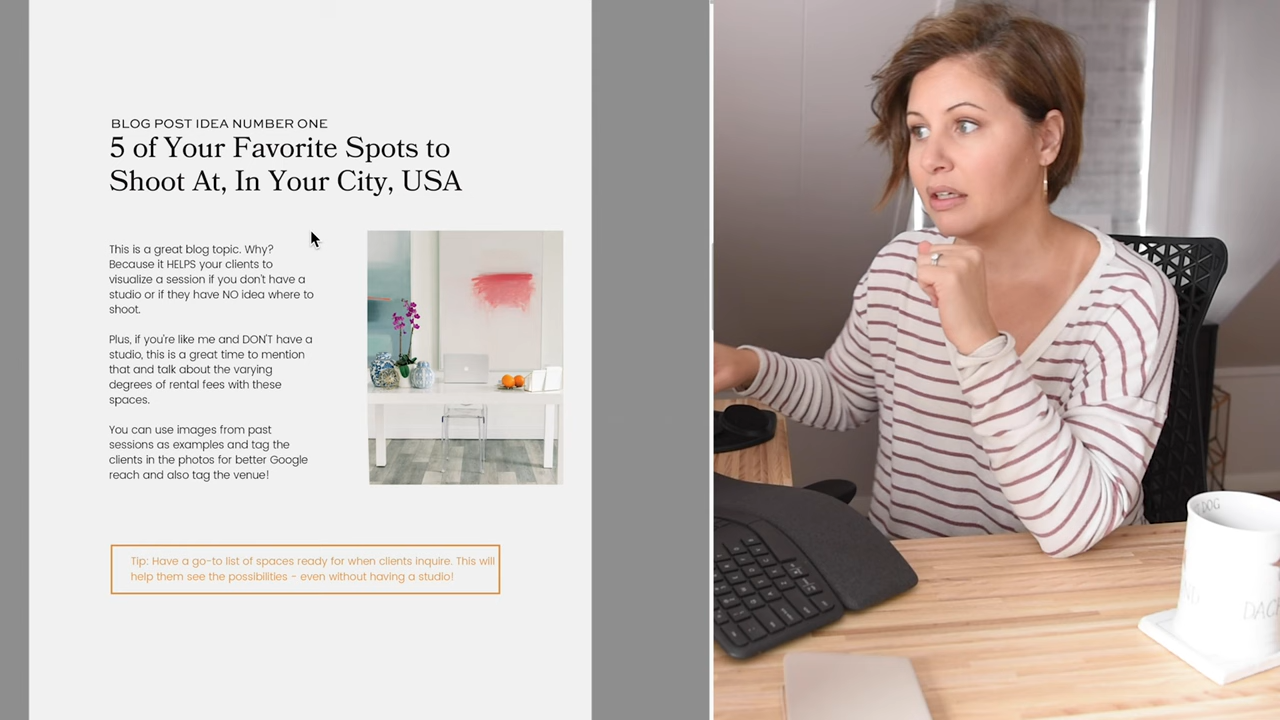 BLOG POST IDEA NUMBER ONE
5 of Your Favorite Spots to
Shoot At, In Your City, USA
This is a great blog topic. Why?
Because it HELPS your clients to
visualize a session if you don't have a
studio or if they have NO idea where to
shoot.
Plus, if you're like me and DON'T have a
studio, this is a great time to mention
that and talk about the varying
degrees of rental fees with these
spaces.
You can use images from past
sessions as examples and tag the
clients in the photos for better Google
reach and also tag the venue!
Tip: Have a go-to list of spaces ready for when clients inquire. This will
help them see the possibilities - even without having a studio!